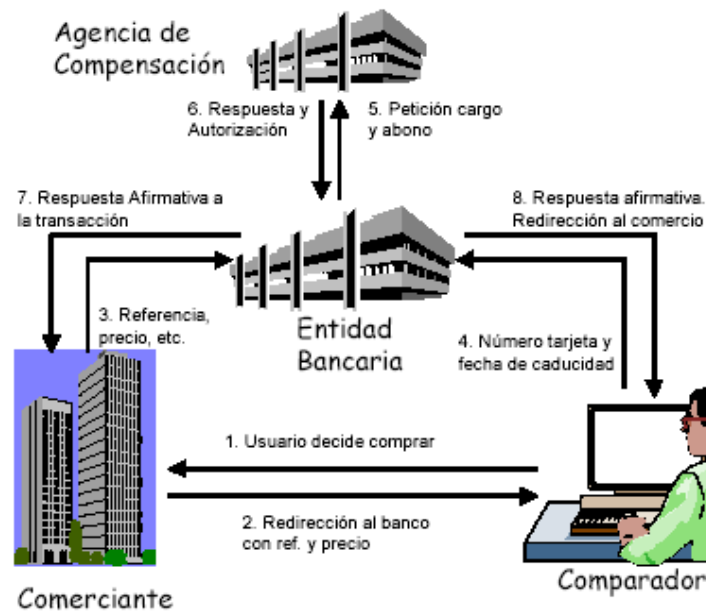 Agencia de
Compensación
6. Respuesta y
Autorización
5. Petición cargo
y abono
7. Respuesta Afirmativa a
la transacción
8. Respuesta afirmativa.
Redirección al comercio
3. Referencia,
precio, etc.
Entidad
Bancaria
4. Número tarjeta y
fecha de caducidad
1. Usuario decide comprar
2. Redirección al banco
con ref. y precio
Comerciante
Comparador